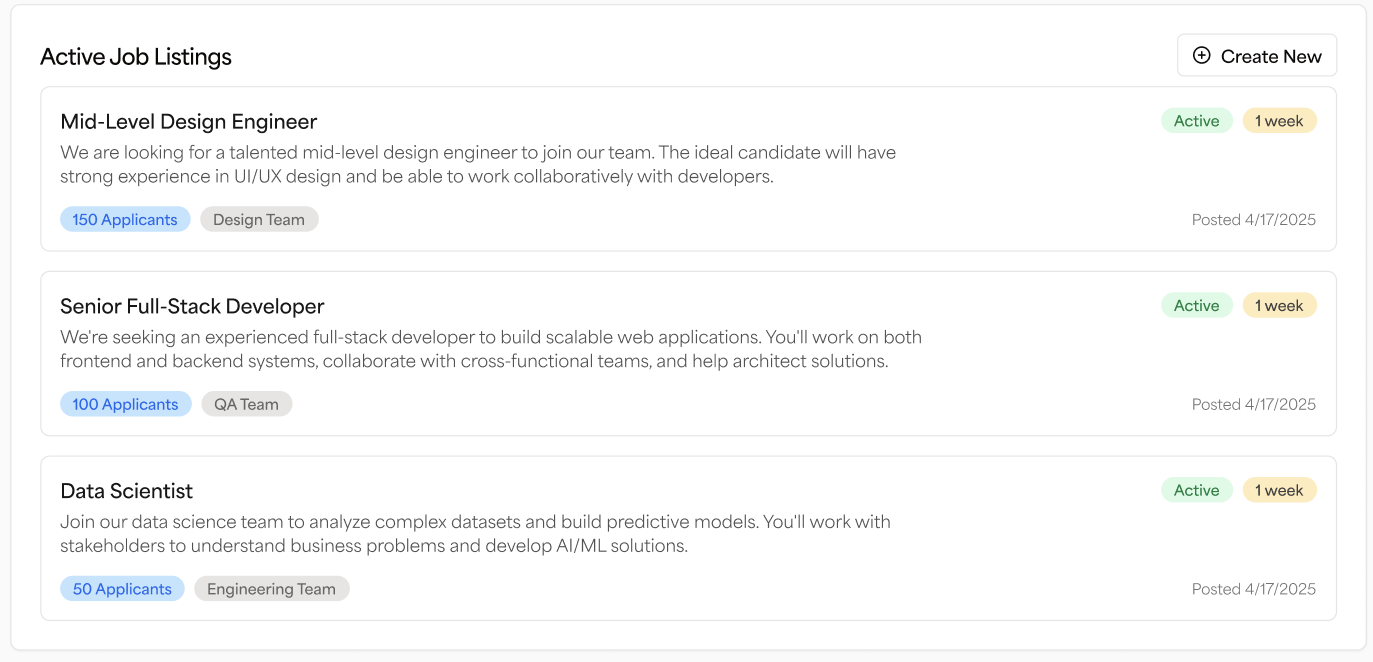 Active Job Listings
Create New
Mid-Level Design Engineer
Active
1 week
We are looking for a talented mid-level design engineer to join our team. The ideal candidate will have
strong experience in UI/UX design and be able to work collaboratively with developers.
150 Applicants
Design Team
Posted 4/17/2025
Senior Full-Stack Developer
Active
1 week
We're seeking an experienced full-stack developer to build scalable web applications. You'll work on both
frontend and backend systems, collaborate with cross-functional teams, and help architect solutions.
100 Applicants
QA Team
Posted 4/17/2025
Data Scientist
Active
1 week
Join our data science team to analyze complex datasets and build predictive models. You'll work with
stakeholders to understand business problems and develop AI/ML solutions.
50 Applicants
Engineering Team
Posted 4/17/2025